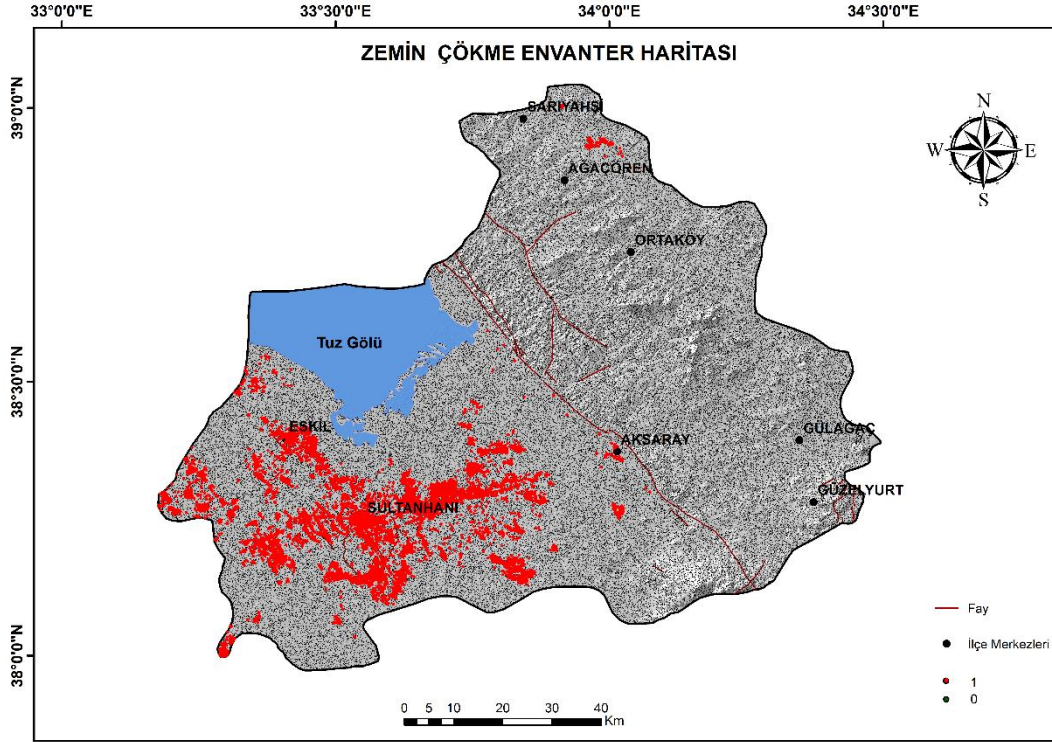 33°0'0"E 33°30'0"E 34°0'0"E 34°30'0"E
ZEMİN ÇÖKME ENVANTER HARİTASI
39°0'0"N
SARIYAHŞİ
N
W E
S
AĞAÇÖREN
ORTAKÖY
Tuz Gölü
38°30'0"N
ESKİL
AKSARAY
GÜLAĞAÇ
SULTANHANI
GÜZELYURT
Fay
İlçe Merkezleri
38°0'0"N
1
0
0 5 10 20 30 40
Km